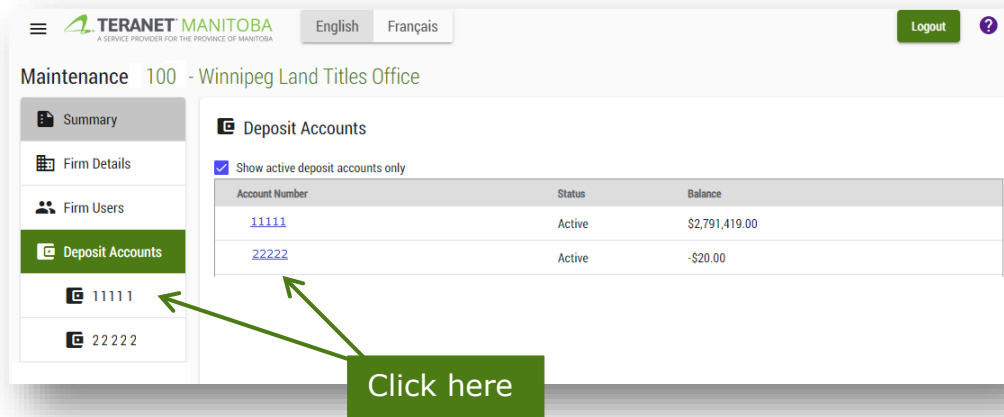 TERANET MANITOBA
A SERVICE PROVIDER FOR THE PROVINCE OF MANITOBA
English Français
Logout
?
Maintenance 100 - Winnipeg Land Titles Office
Summary
Firm Details
Firm Users
Deposit Accounts
11111
22222
Deposit Accounts
Show active deposit accounts only
Account Number Status Balance
11111 Active $2,791,419.00
22222 Active -$20.00
Click here